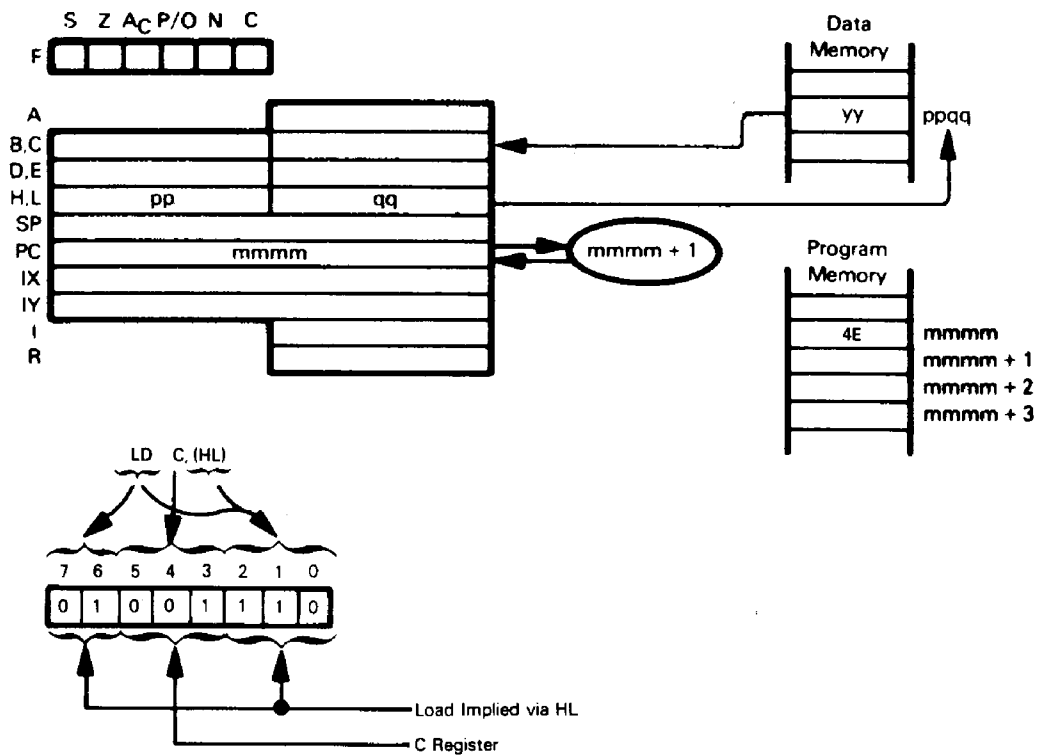 S Z AC P/O N C
F
Data
Memory
A
yy ppqq
B,C
D,E
H,L pp qq
SP
PC mmmm mmmm + 1
IX
IY
I
R
Program
Memory
4E mmmm
mmmm + 1
mmmm + 2
mmmm + 3
LD C, (HL)
7 6 5 4 3 2 1 0
0 1 0 0 1 1 1 0
Load Implied via HL
C Register